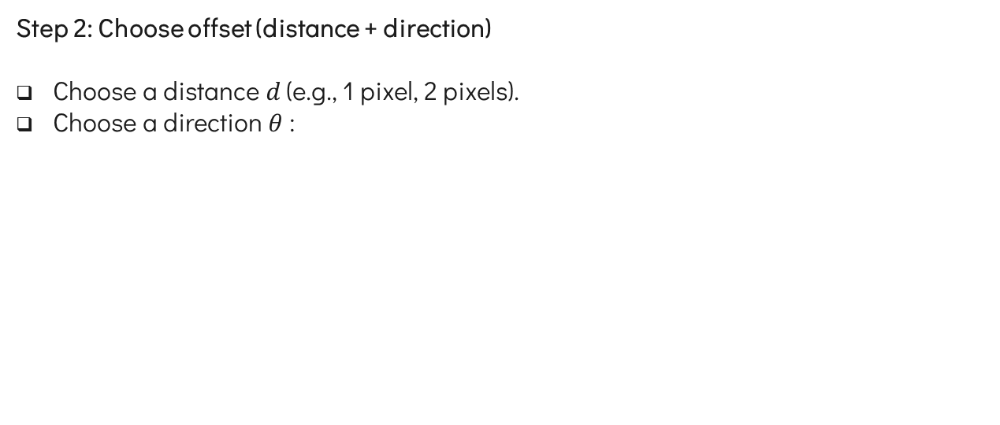 Step 2: Choose offset (distance + direction)
❑ Choose a distance d (e.g., 1 pixel, 2 pixels).
❑ Choose a direction θ :